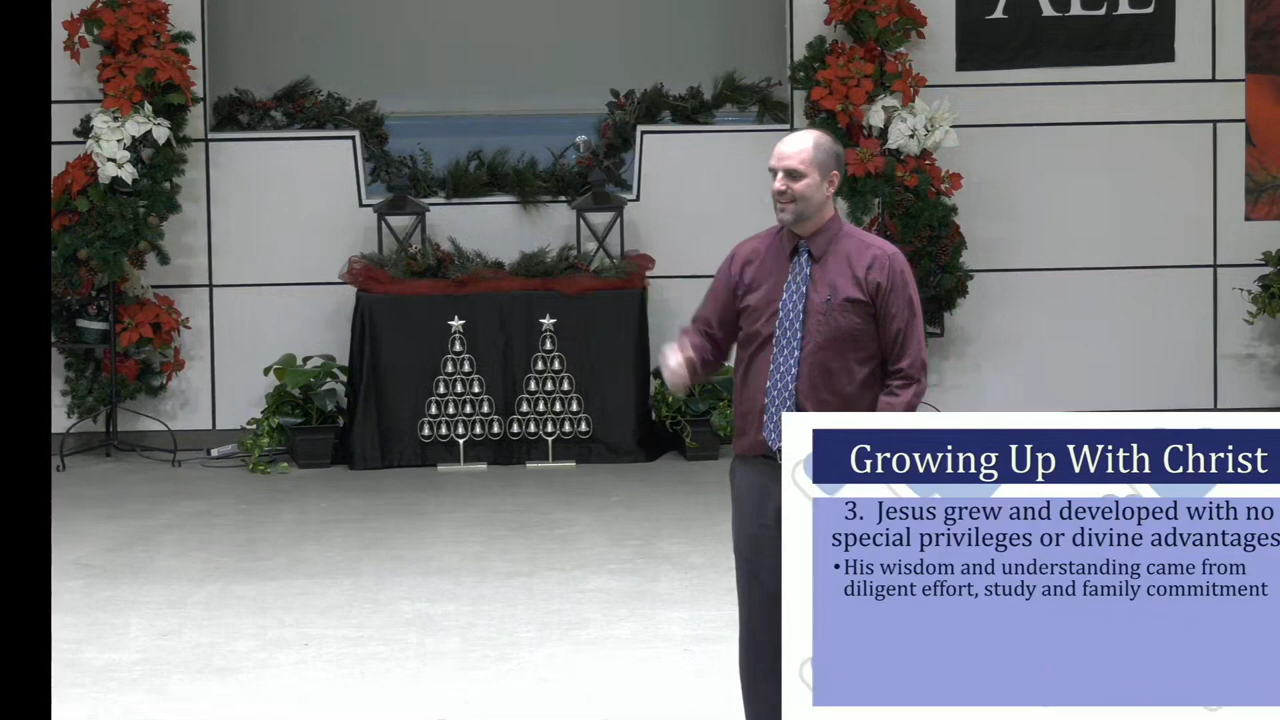 ALL
Growing Up With Christ
3. Jesus grew and developed with no
special privileges or divine advantages
•His wisdom and understanding came from
diligent effort, study and family commitment